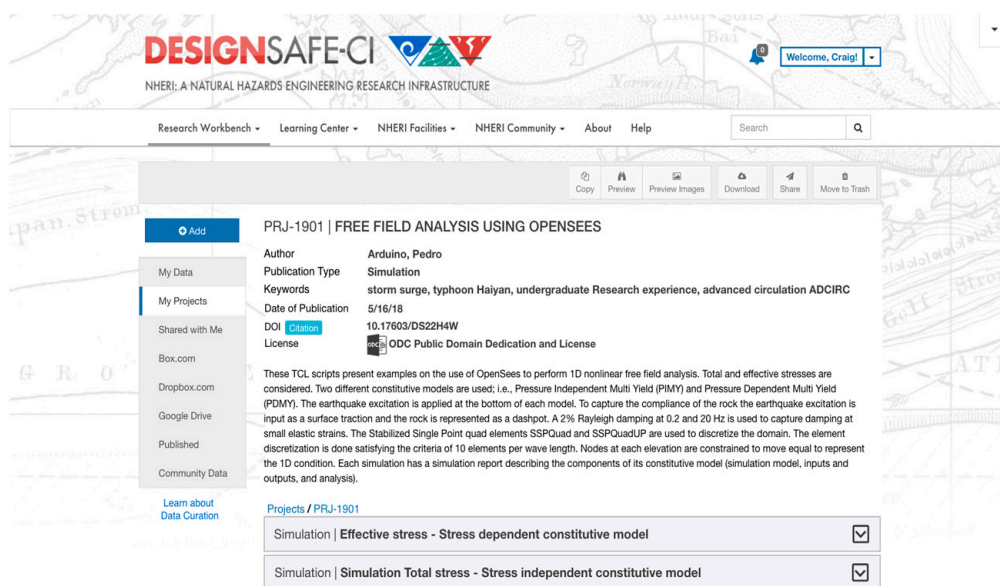 DESIGNSAFE-CI
NHERI: A NATURAL HAZARDS ENGINEERING RESEARCH INFRASTRUCTURE
0
Welcome, Craig!
Research Workbench Learning Center NHERI Facilities NHERI Community About Help Search
Copy Preview Preview Images Download Share Move to Trash
Add
My Data
My Projects
Shared with Me
Box.com
Dropbox.com
Google Drive
Published
Community Data
Learn about
Data Curation
PRJ-1901 | FREE FIELD ANALYSIS USING OPENSEES
Author Arduino, Pedro
Publication Type Simulation
Keywords storm surge, typhoon Haiyan, undergraduate Research experience, advanced circulation ADCIRC
Date of Publication 5/16/18
DOI Citation 10.17603/DS22H4W
License ODC Public Domain Dedication and License
These TCL scripts present examples on the use of OpenSees to perform 1D nonlinear free field analysis. Total and effective stresses are
considered. Two different constitutive models are used; i.e., Pressure Independent Multi Yield (PIMY) and Pressure Dependent Multi Yield
(PDMY). The earthquake excitation is applied at the bottom of each model. To capture the compliance of the rock the earthquake excitation is
input as a surface traction and the rock is represented as a dashpot. A 2% Rayleigh damping at 0.2 and 20 Hz is used to capture damping at
small elastic strains. The Stabilized Single Point quad elements SSPQuad and SSPQuadUP are used to discretize the domain. The element
discretization is done satisfying the criteria of 10 elements per wave length. Nodes at each elevation are constrained to move equal to represent
the 1D condition. Each simulation has a simulation report describing the components of its constitutive model (simulation model, inputs and
outputs, and analysis).
Projects / PRJ-1901
Simulation | Effective stress - Stress dependent constitutive model
Simulation | Simulation Total stress - Stress independent constitutive model